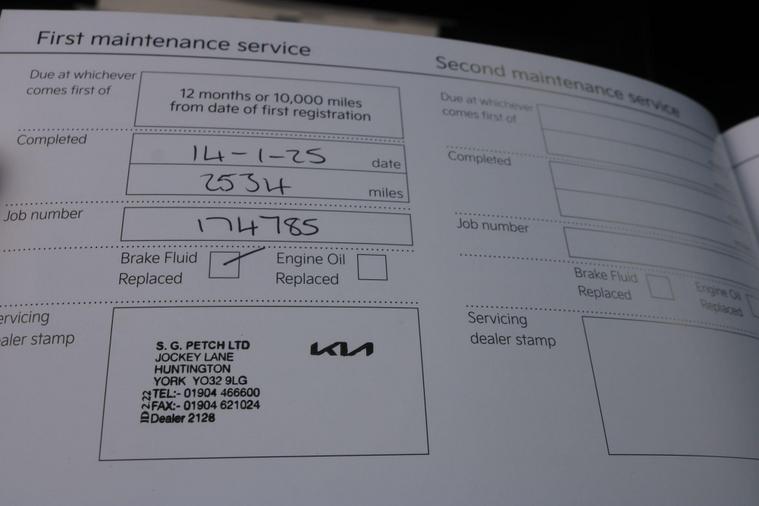 First maintenance service
Due at whichever
comes first of
12 months or 10,000 miles
from date of first registration
Completed
14-1-25 date
2534 miles
Job number
174785
Brake Fluid
Replaced
Engine Oil
Replaced
ervicing
ealer stamp
S. G. PETCH LTD
JOCKEY LANE
HUNTINGTON
YORK YO32 9LG
TEL:- 01904 466600
FAX:- 01904 621024
Dealer 2128
ID2.22
KIA
Second maintenance service
Due at whichever
comes first of
Completed
Job number
Brake Fluid
Replaced
Engine Oil
Replaced
Servicing
dealer stamp